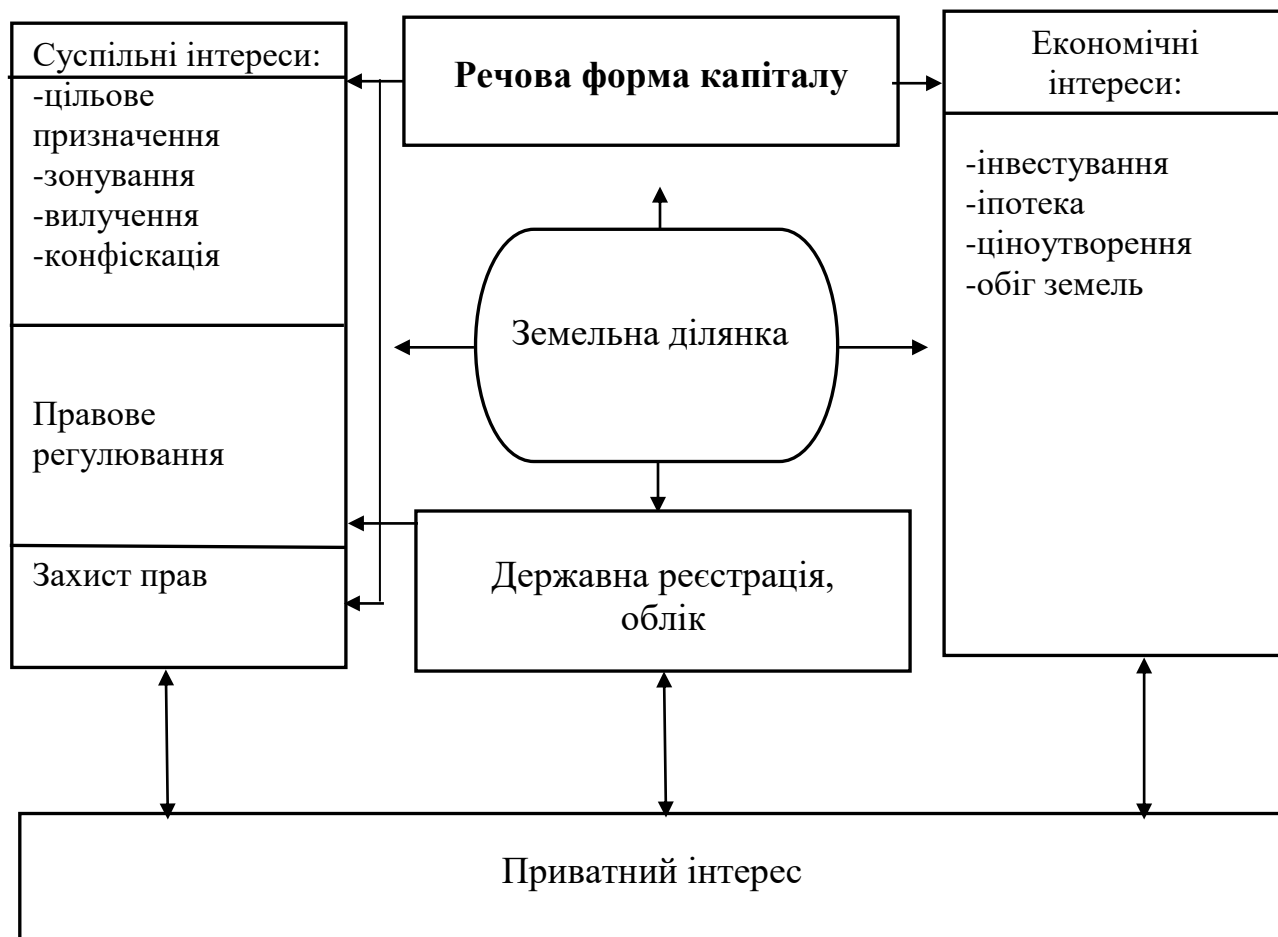 Суспільні інтереси:
-цільове
призначення
-зонування
-вилучення
-конфіскація
Правове
регулювання
Захист прав
Речова форма капіталу
Земельна ділянка
Державна реєстрація,
облік
Економічні
інтереси:
-інвестування
-іпотека
-ціноутворення
-обіг земель
Приватний інтерес